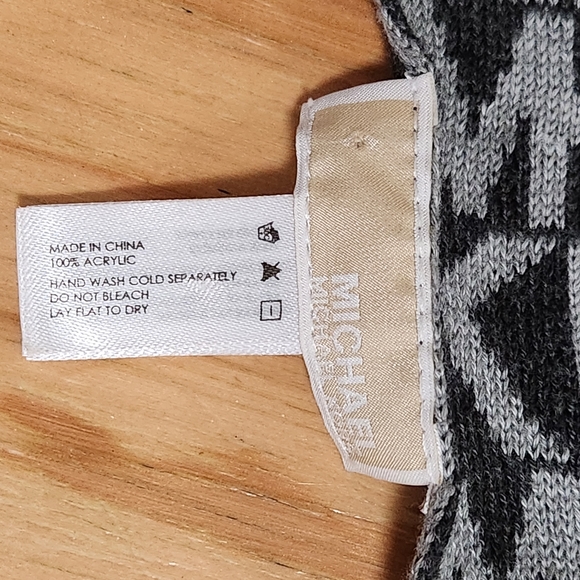 MADE IN CHINA
100% ACRYLIC
HAND WASH COLD SEPARATELY
DO NOT BLEACH
LAY FLAT TO DRY
MICHAEL
MICHAEL KORS